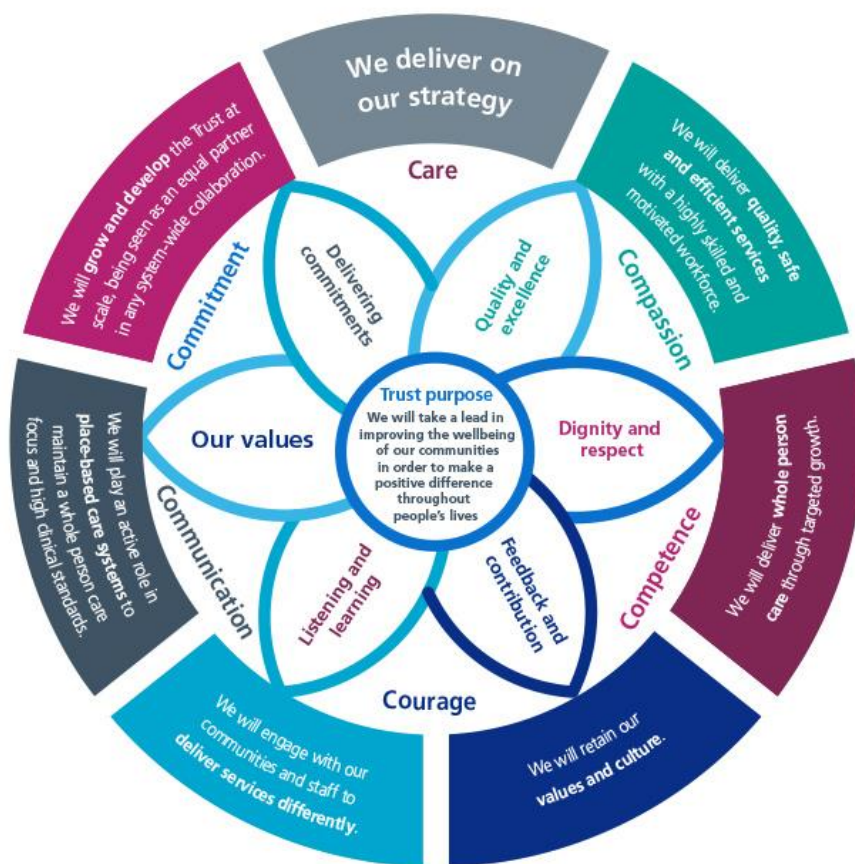 We deliver on
our strategy
We will deliver quality, safe
and efficient services
with a highly skilled and
motivated workforce.
We will deliver whole person
care through targeted growth.
We will retain our
values and culture.
We will engage with our
communities and staff to
deliver services differently.
We will play an active role in
place-based care systems to
maintain a whole person care
focus and high clinical standards.
We will grow and develop the Trust at
scale, being seen as an equal partner
in any system-wide collaboration.
Care
Compassion
Competence
Courage
Communication
Commitment
Delivering
commitments
Quality and
excellence
Dignity and
respect
Feedback and
contribution
Listening and
learning
Our values
Trust purpose
We will take a lead in
improving the wellbeing
of our communities
in order to make a
positive difference
throughout
people's lives